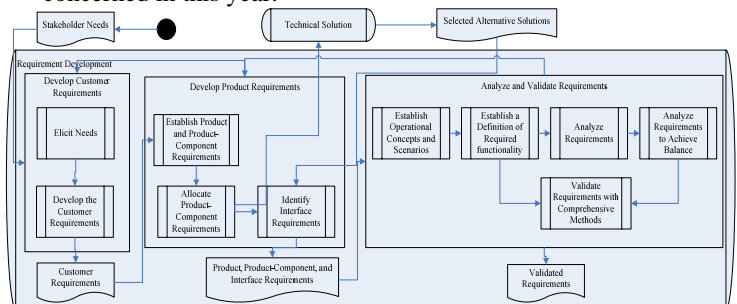 concerned in this year.
Stakeholder Needs
Technical Solution
Selected Alternative Solutions
Requirement Development
Develop Customer
Requirements
Elicit Needs
Develop the
Customer
Requirements
Customer
Requirements
Develop Product Requirements
Establish Product
and Product-
Component
Requirements
Allocate
Product-
Component
Requirements
Identify
Interface
Requirements
Product, Product-Component, and
Interface Requirements
Analyze and Validate Requirements
Establish
Operational
Concepts and
Scenarios
Establish a
Definition of
Required
functionality
Analyze
Requirements
Analyze
Requirements
to Achieve
Balance
Validate
Requirements with
Comprehensive
Methods
Validated
Requirements